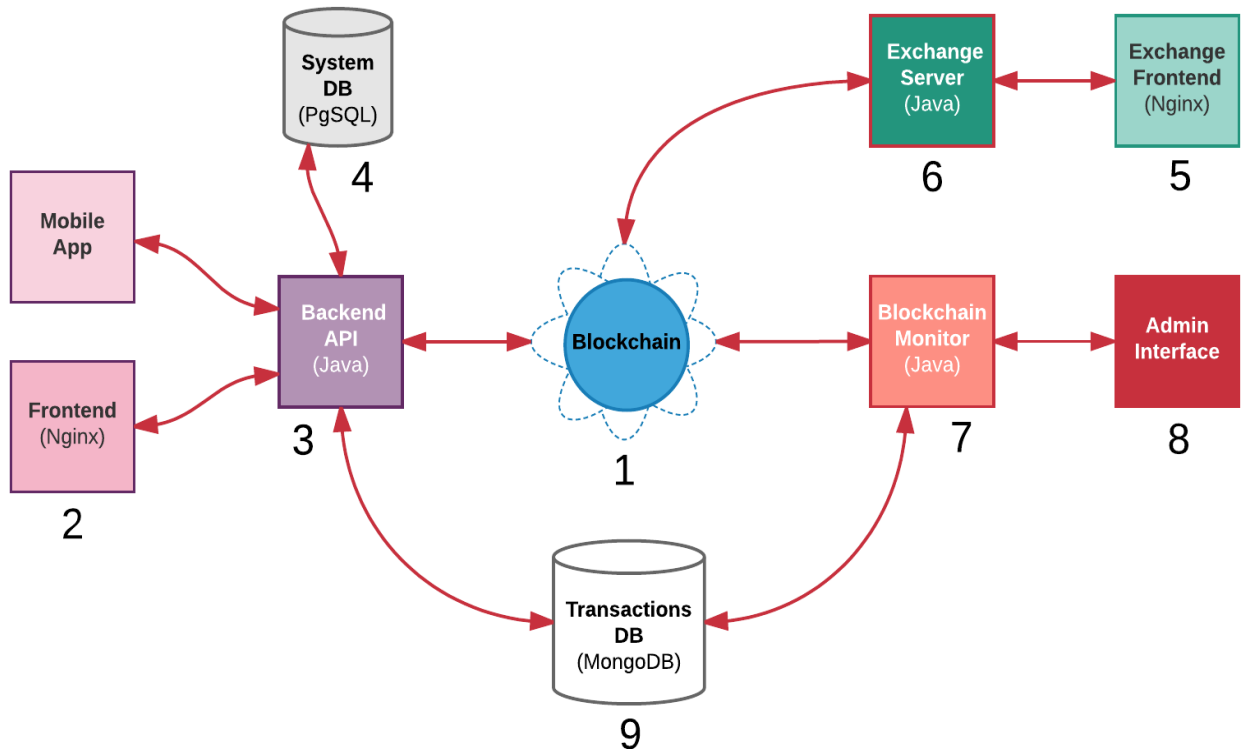 System
DB
(PgSQL)
4
Exchange
Server
(Java)
6
Exchange
Frontend
(Nginx)
5
Mobile
App
Backend
API
(Java)
3
Blockchain
1
Blockchain
Monitor
(Java)
7
Admin
Interface
8
Frontend
(Nginx)
2
Transactions
DB
(MongoDB)
9